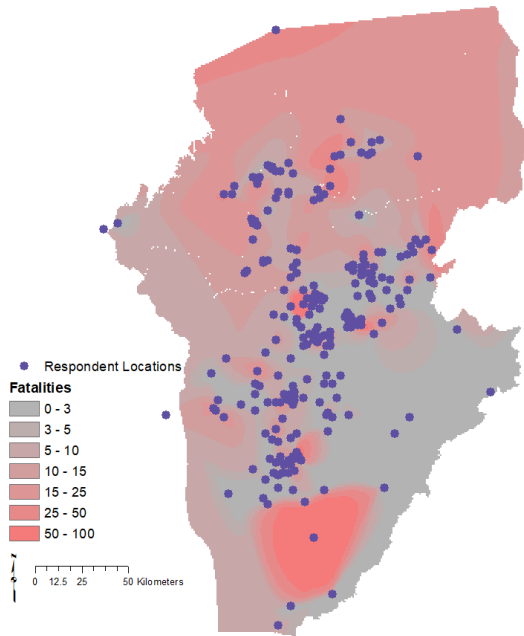 Respondent Locations
Fatalities
0 - 3
3 - 5
5 - 10
10 - 15
15 - 25
25 - 50
50 - 100
N
0 12.5 25 50 Kilometers